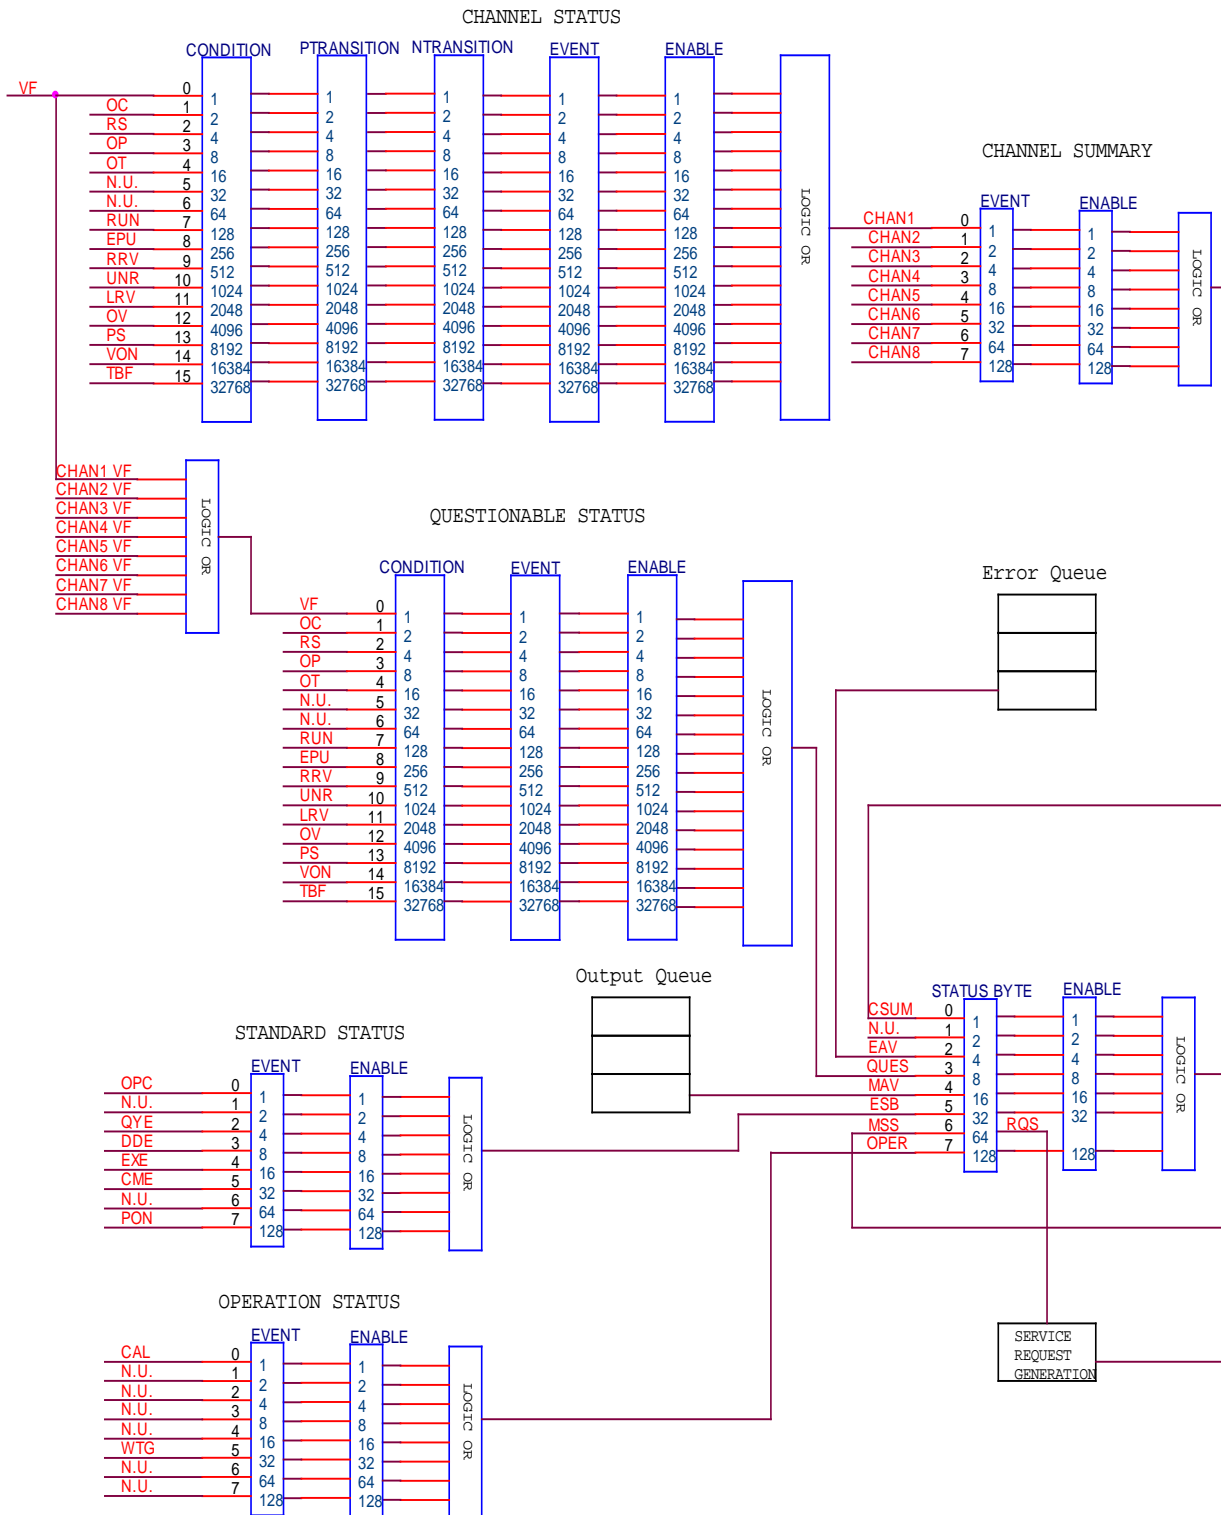 CHANNEL STATUS
CONDITION PTRANSITION NTRANSITION EVENT ENABLE
VF 0 1 1 1 1 1
OC 1 2 2 2 2 2
RS 2 4 4 4 4 4
OP 3 8 8 8 8 8
OT 4 16 16 16 16 16
N.U. 5 32 32 32 32 32
N.U. 6 64 64 64 64 64
RUN 7 128 128 128 128 128
EPU 8 256 256 256 256 256
RRV 9 512 512 512 512 512
UNR 10 1024 1024 1024 1024 1024
LRV 11 2048 2048 2048 2048 2048
OV 12 4096 4096 4096 4096 4096
PS 13 8192 8192 8192 8192 8192
VON 14 16384 16384 16384 16384 16384
TBF 15 32768 32768 32768 32768 32768
LOGIC OR
CHANNEL SUMMARY
EVENT ENABLE
CHAN1 0 1 1
CHAN2 1 2 2
CHAN3 2 4 4
CHAN4 3 8 8
CHAN5 4 16 16
CHAN6 5 32 32
CHAN7 6 64 64
CHAN8 7 128 128
LOGIC OR
CHAN1 VF
CHAN2 VF
CHAN3 VF
CHAN4 VF
CHAN5 VF
CHAN6 VF
CHAN7 VF
CHAN8 VF
LOGIC OR
QUESTIONABLE STATUS
CONDITION EVENT ENABLE
VF 0 1 1 1
OC 1 2 2 2
RS 2 4 4 4
OP 3 8 8 8
OT 4 16 16 16
N.U. 5 32 32 32
N.U. 6 64 64 64
RUN 7 128 128 128
EPU 8 256 256 256
RRV 9 512 512 512
UNR 10 1024 1024 1024
LRV 11 2048 2048 2048
OV 12 4096 4096 4096
PS 13 8192 8192 8192
VON 14 16384 16384 16384
TBF 15 32768 32768 32768
LOGIC OR
Error Queue
Output Queue
STATUS BYTE ENABLE
CSUM 0 1 1
N.U. 1 2 2
EAV 2 4 4
QUES 3 8 8
MAV 4 16 16
ESB 5 32 32
MSS 6 64 RQS
OPER 7 128 128
LOGIC OR
STANDARD STATUS
EVENT ENABLE
OPC 0 1 1
N.U. 1 2 2
QYE 2 4 4
DDE 3 8 8
EXE 4 16 16
CME 5 32 32
N.U. 6 64 64
PON 7 128 128
LOGIC OR
SERVICE
REQUEST
GENERATION
OPERATION STATUS
EVENT ENABLE
CAL 0 1 1
N.U. 1 2 2
N.U. 2 4 4
N.U. 3 8 8
N.U. 4 16 16
WTG 5 32 32
N.U. 6 64 64
N.U. 7 128 128
LOGIC OR